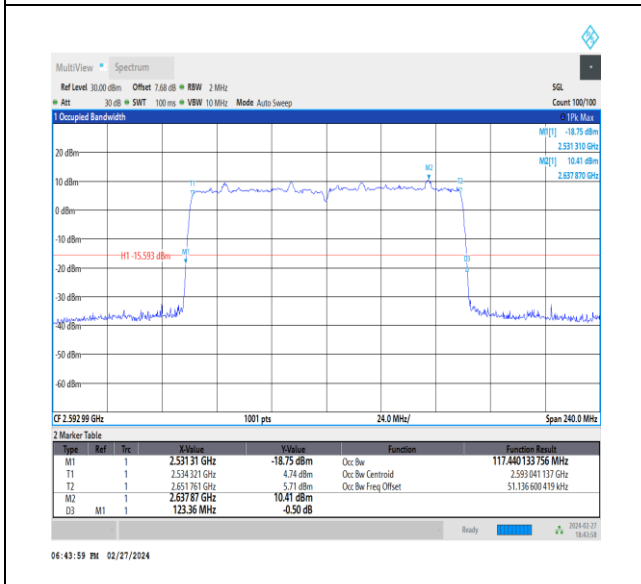 MultiView Spectrum
Ref Level 30.00 dBm Offset 7.68 dB RBW 2 MHz SGL
Att 30 dB SWT 100 ms VBW 10 MHz Mode Auto Sweep Count 100/100
1 Occupied Bandwidth 1Pk Max
M1[1] -18.75 dBm
2.531 310 GHz
M2[1] 10.41 dBm
2.637 870 GHz
20 dBm
M2
10 dBm
T1
T2
0 dBm
-10 dBm
H1 -15.593 dBm
M1
D3
-20 dBm
-30 dBm
-40 dBm
-50 dBm
-60 dBm
CF 2.592 99 GHz 1001 pts 24.0 MHz/ Span 240.0 MHz
2 Marker Table
Type Ref Trc X-Value Y-Value Function Function Result
M1 1 2.531 31 GHz -18.75 dBm Occ Bw 117.440 133 756 MHz
T1 1 2.534 321 GHz 4.74 dBm Occ Bw Centroid 2.593 041 137 GHz
T2 1 2.651 761 GHz 5.71 dBm Occ Bw Freq Offset 51.136 600 419 kHz
M2 1 2.637 87 GHz 10.41 dBm
D3 M1 1 123.36 MHz -0.50 dB
Ready 2024-02-27
18:43:58
06:43:59 PM 02/27/2024